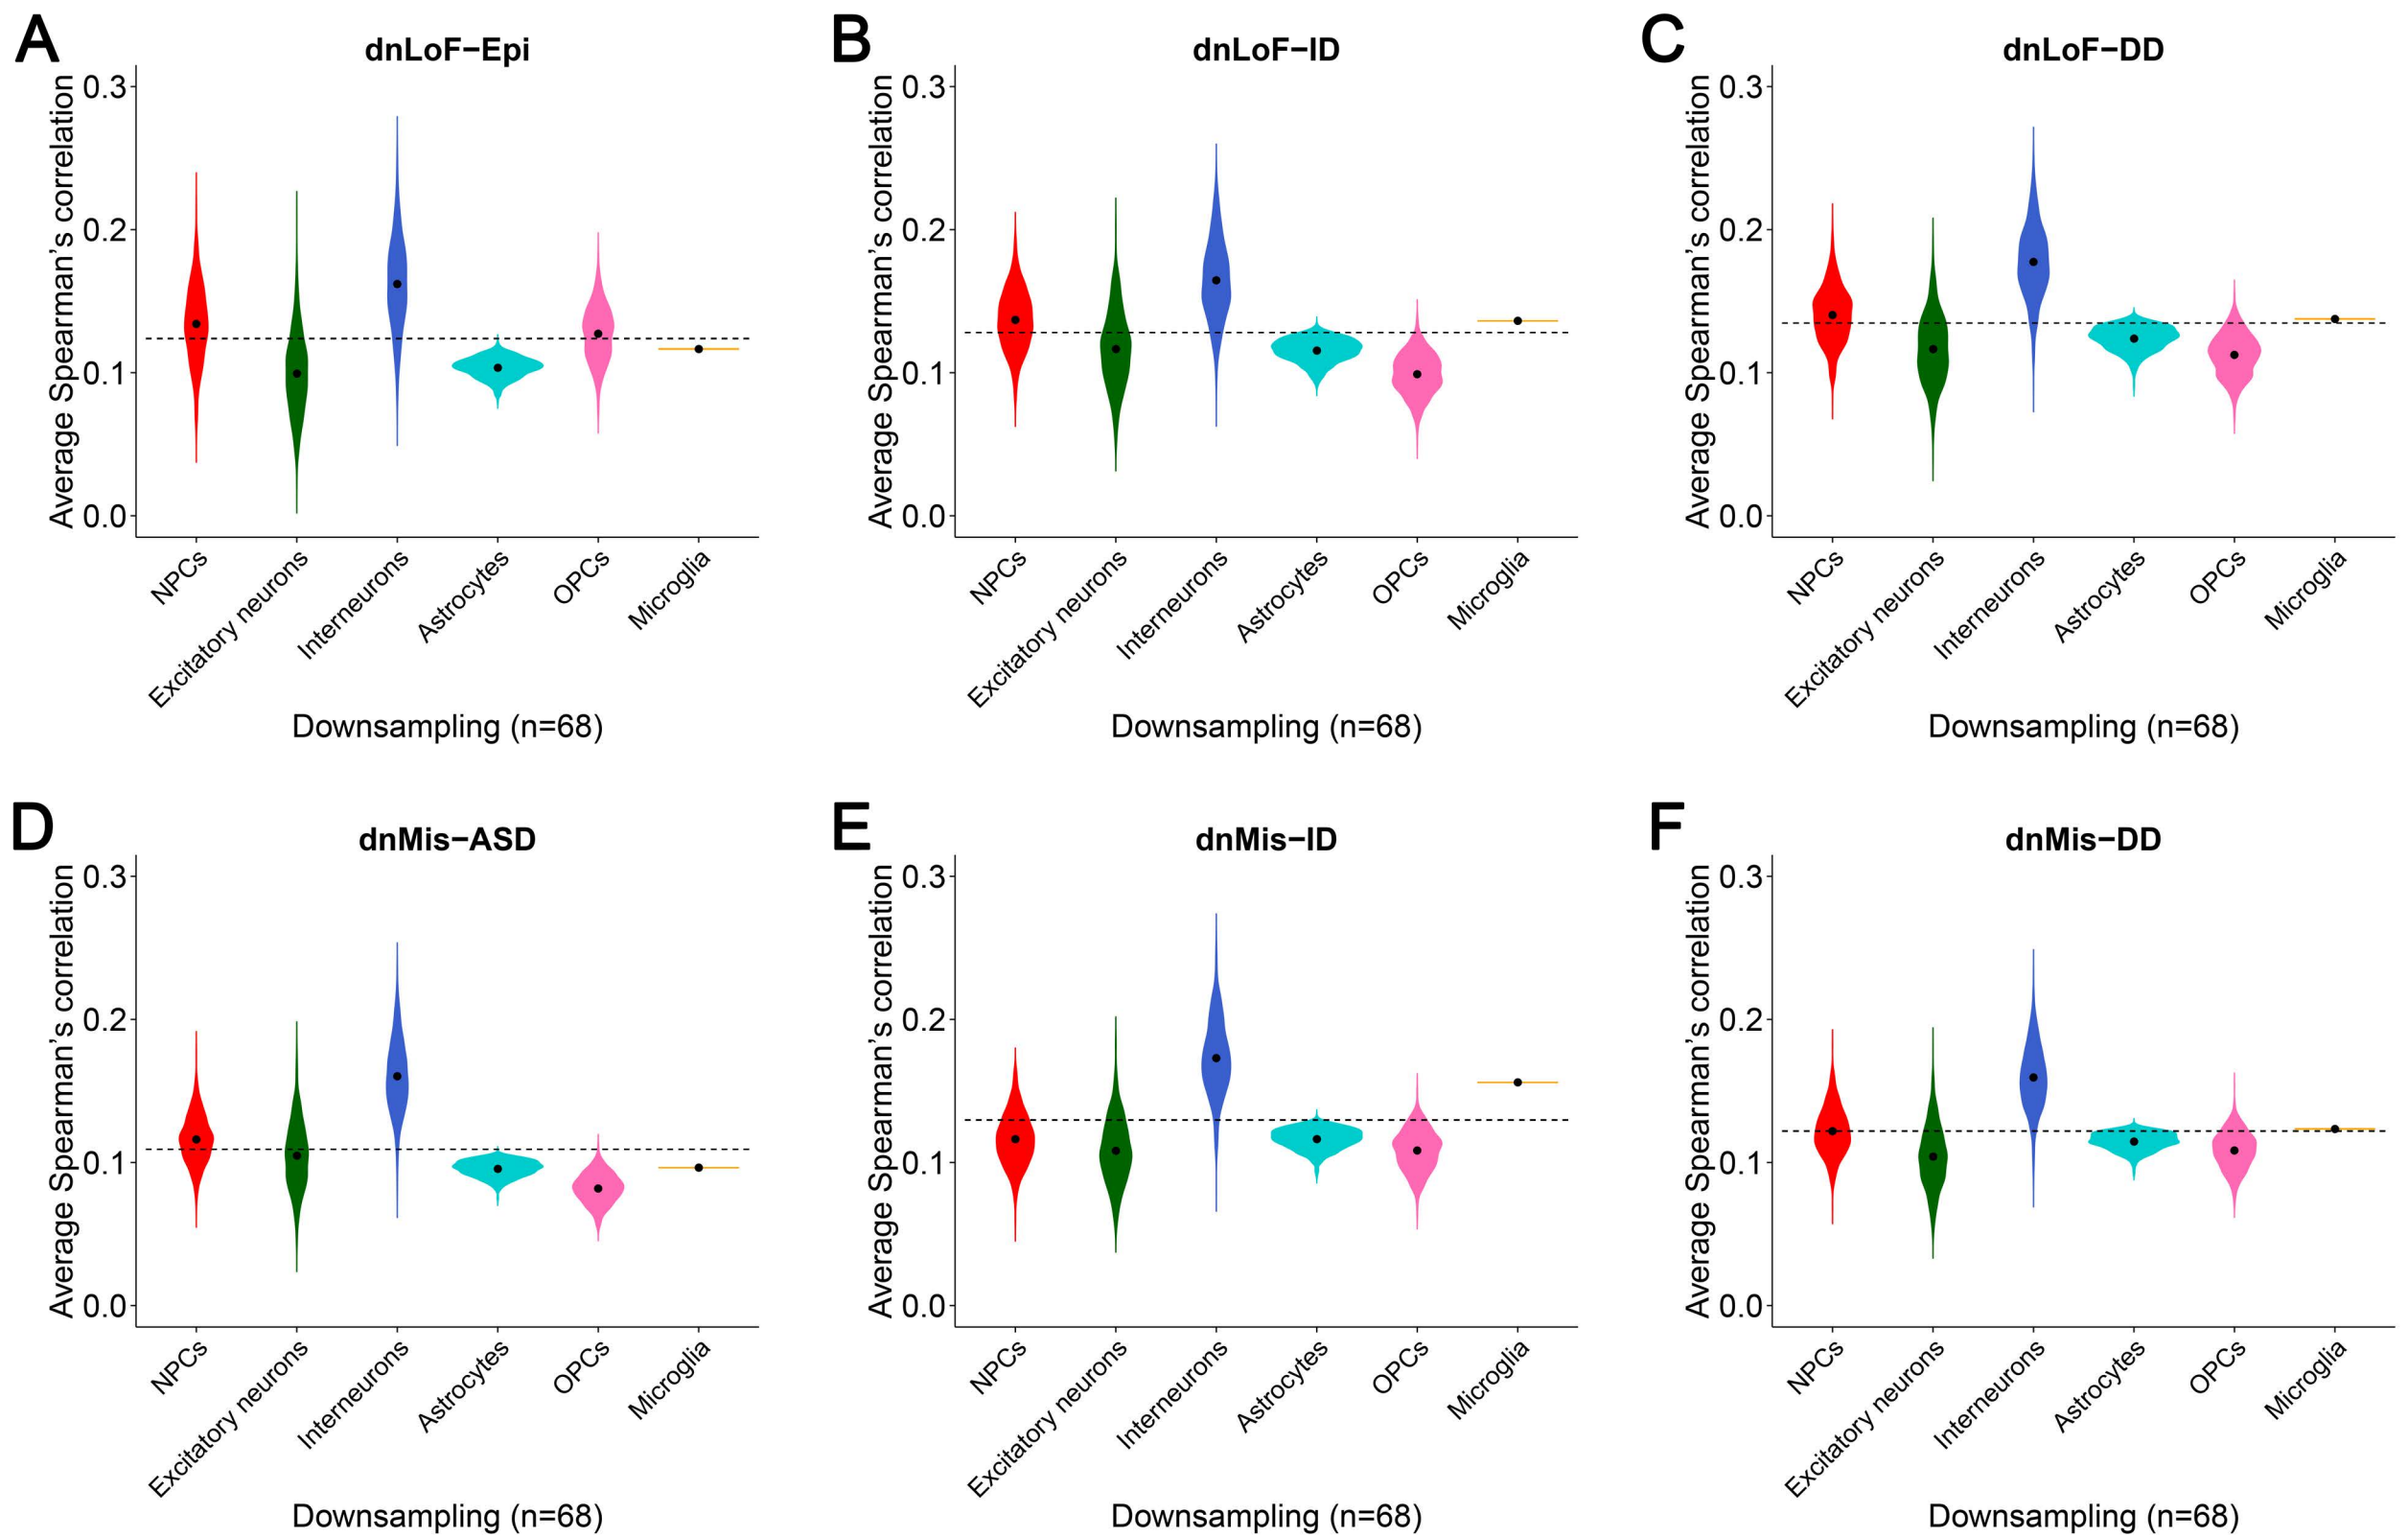 A
dnLoF−Epi
Average Spearman’s correlation
0.3
0.2
0.1
0.0
NPCs
Excitatory neurons
Interneurons
Astrocytes
OPCs
Microglia
Downsampling (n=68)
B
dnLoF−ID
Average Spearman’s correlation
0.3
0.2
0.1
0.0
NPCs
Excitatory neurons
Interneurons
Astrocytes
OPCs
Microglia
Downsampling (n=68)
C
dnLoF−DD
Average Spearman’s correlation
0.3
0.2
0.1
0.0
NPCs
Excitatory neurons
Interneurons
Astrocytes
OPCs
Microglia
Downsampling (n=68)
D
dnMis−ASD
Average Spearman’s correlation
0.3
0.2
0.1
0.0
NPCs
Excitatory neurons
Interneurons
Astrocytes
OPCs
Microglia
Downsampling (n=68)
E
dnMis−ID
Average Spearman’s correlation
0.3
0.2
0.1
0.0
NPCs
Excitatory neurons
Interneurons
Astrocytes
OPCs
Microglia
Downsampling (n=68)
F
dnMis−DD
Average Spearman’s correlation
0.3
0.2
0.1
0.0
NPCs
Excitatory neurons
Interneurons
Astrocytes
OPCs
Microglia
Downsampling (n=68)